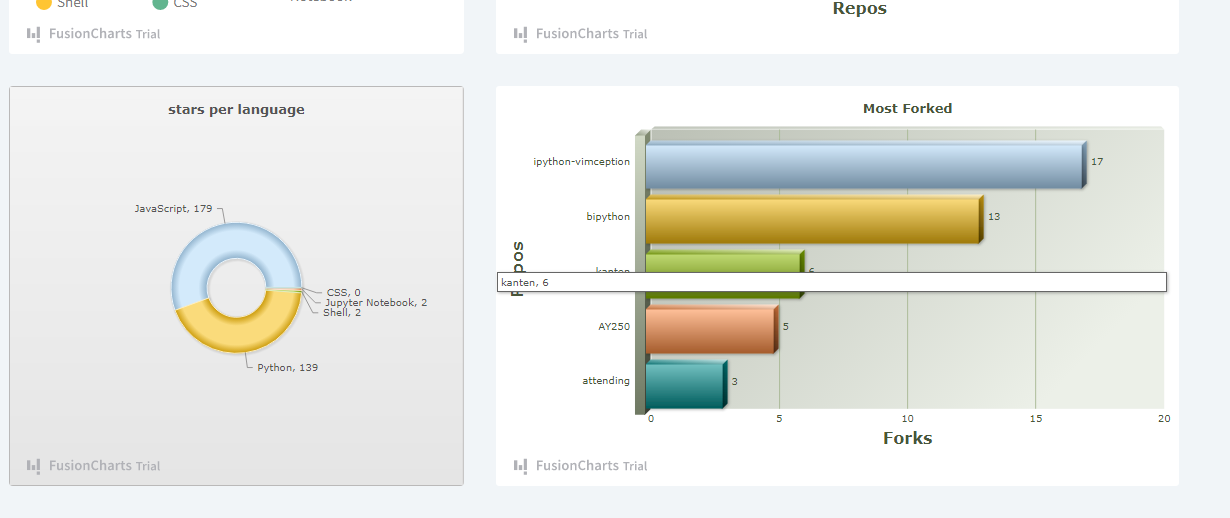 Shell
CSS
FusionCharts Trial
Repos
FusionCharts Trial
stars per language
JavaScript, 179
CSS, 0
Jupyter Notebook, 2
Shell, 2
Python, 139
FusionCharts Trial
Most Forked
ipython-vimception
17
bipython
13
kanten
6
kanten, 6
AY250
5
attending
3
0 5 10 15 20
Forks
FusionCharts Trial